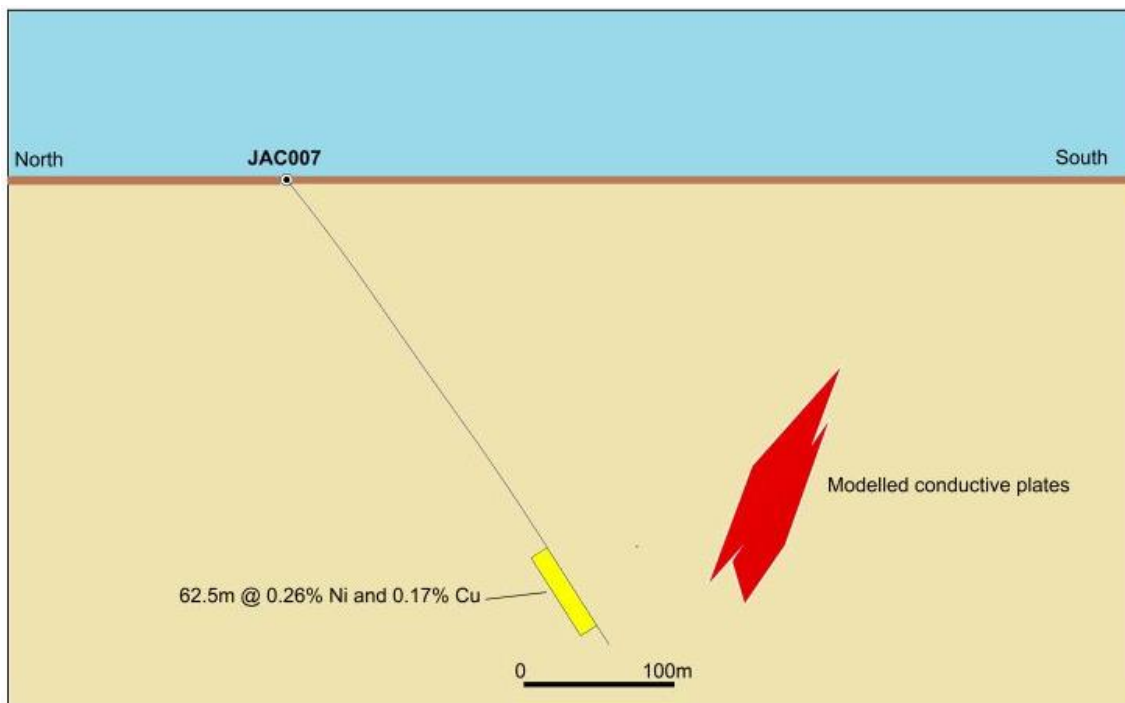 North
JAC007
South
Modelled conductive plates
62.5m @ 0.26% Ni and 0.17% Cu
0 100m